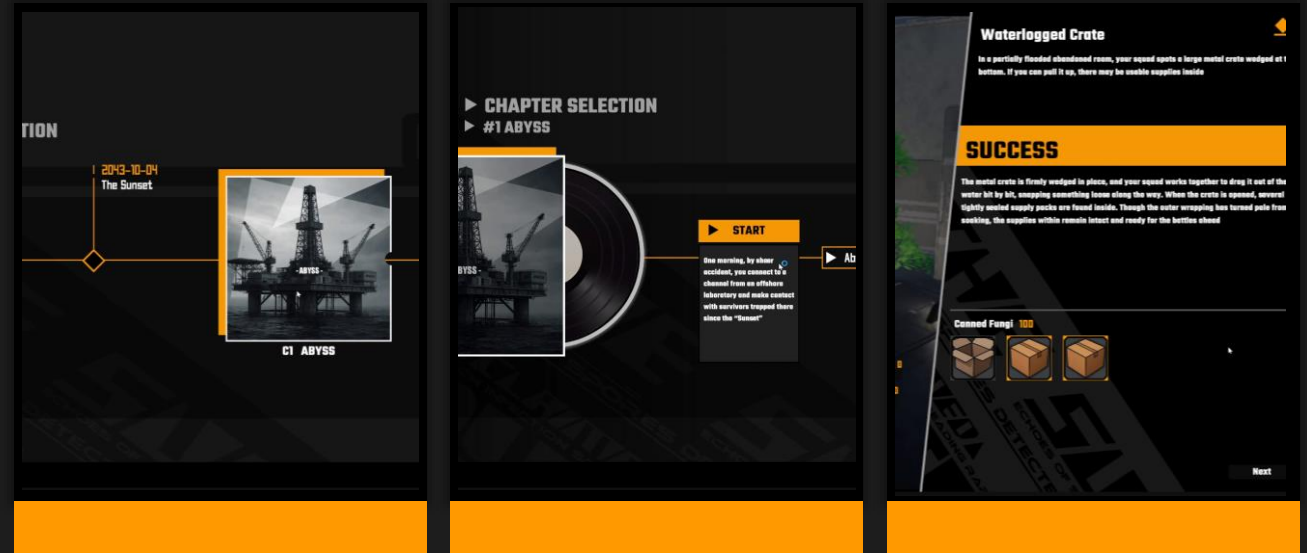 TION
2043-10-04
The Sunset
-ABYSS-
C1 ABYSS
CHAPTER SELECTION
#1 ABYSS
BYSS-
START
One morning, by sheer
accident, you connect to a
channel from an offshore
laboratory and make contact
with survivors trapped there
since the "Sunset"
Ab
Waterlogged Crate
In a partially flooded abandoned room, your squad spots a large metal crate wedged at t
bottom. If you can pull it up, there may be usable supplies inside
SUCCESS
The metal crate is firmly wedged in place, and your squad works together to drag it out of the
water bit by bit, snapping something loose along the way. When the crate is opened, several
tightly sealed supply packs are found inside. Though the outer wrapping has turned pale from
soaking, the supplies within remain intact and ready for the battles ahead
Canned Fungi 100
ECHOES OF T
DETECTE
Next